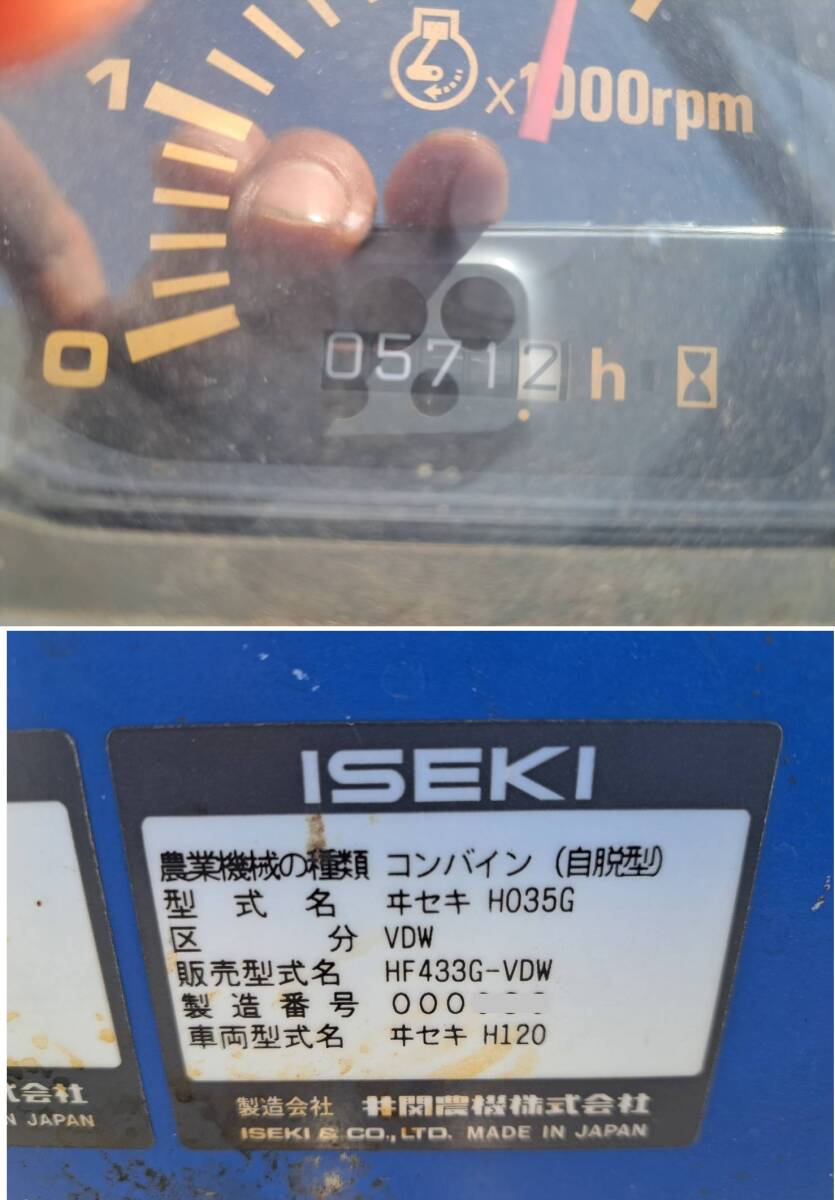 1
X1000rpm
0
05712 h
ISEKI
農業機械の種類 コンバイン (自脱型)
型式名 ヰセキ HO35G
区分 VDW
販売型式名 HF433G-VDW
製造番号 000
車両型式名 ヰセキ H120
製造会社 井関農機株式会社
ISEKI & CO., LTD. MADE IN JAPAN
式会社
N JAPAN